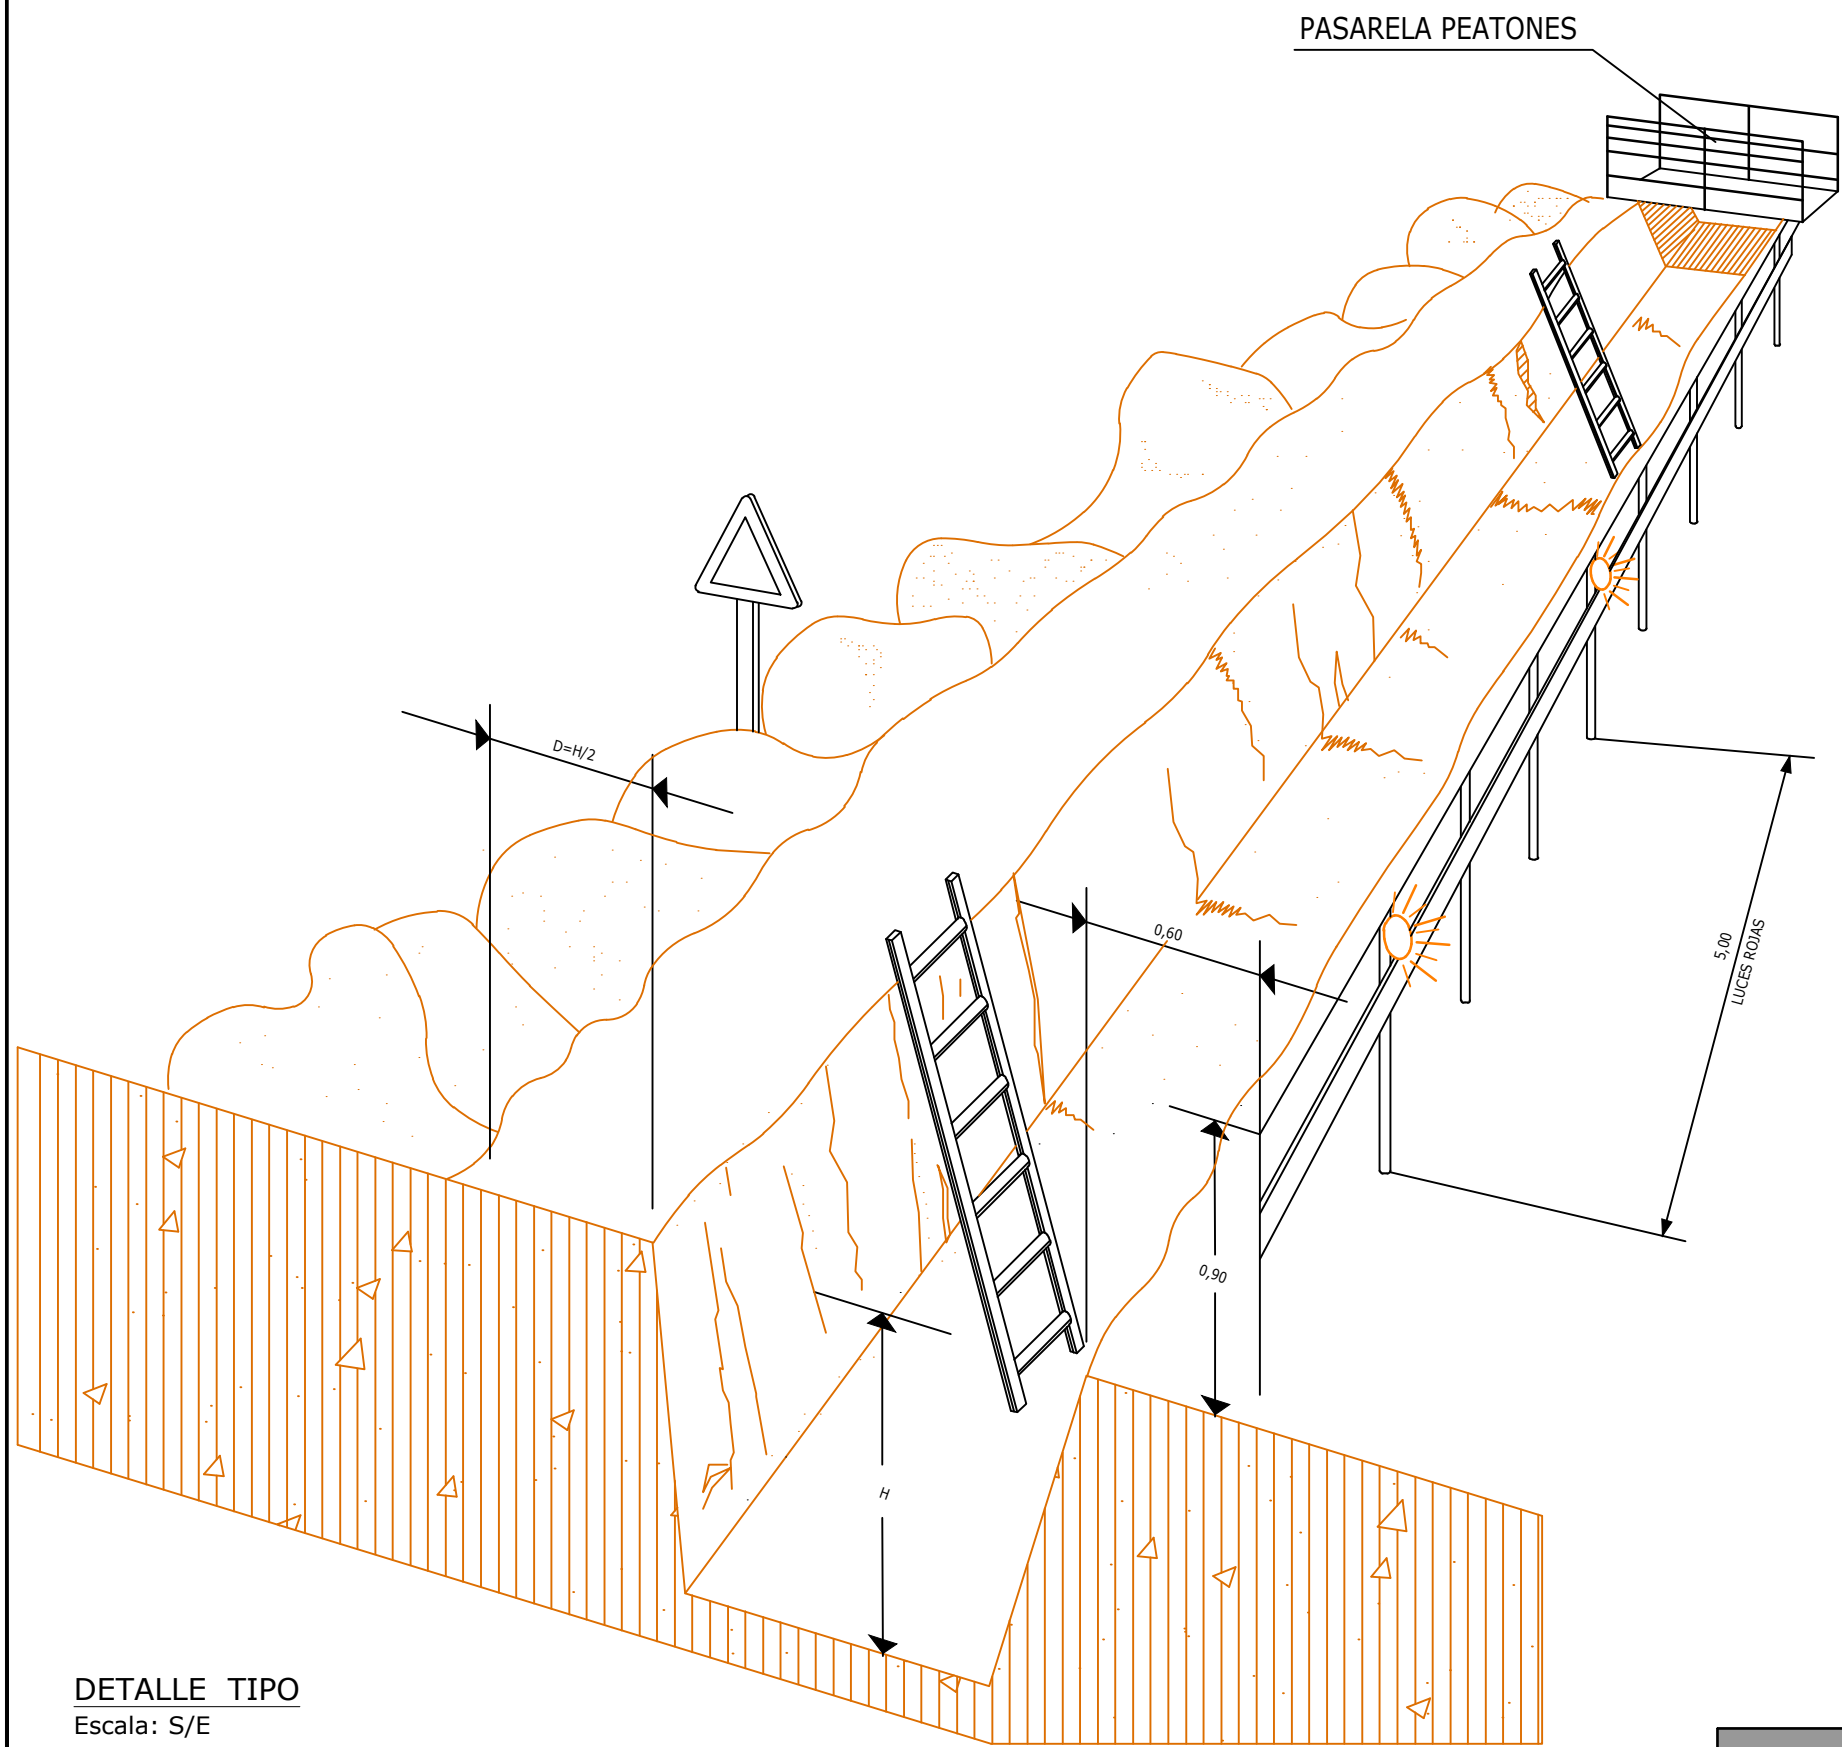 PASARELA PEATONES
D=H/2
0,60
5,00
LUCES ROJAS
0,90
H
DETALLE TIPO
Escala: S/E